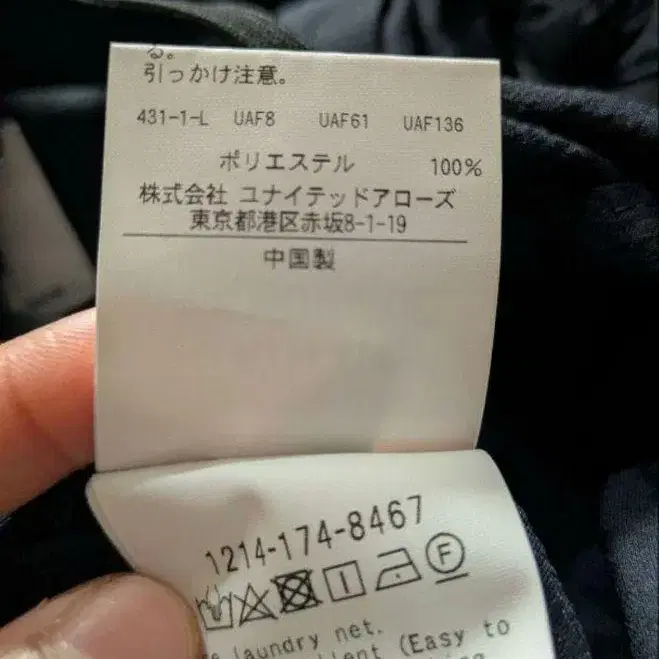 る。
引っかけ注意。
431-1-L UAF8 UAF61 UAF136
ポリエステル 100%
株式会社 ユナイテッドアローズ
東京都港区赤坂8-1-19
中国製
1214-174-8467
F
laundry net.
(Easy to